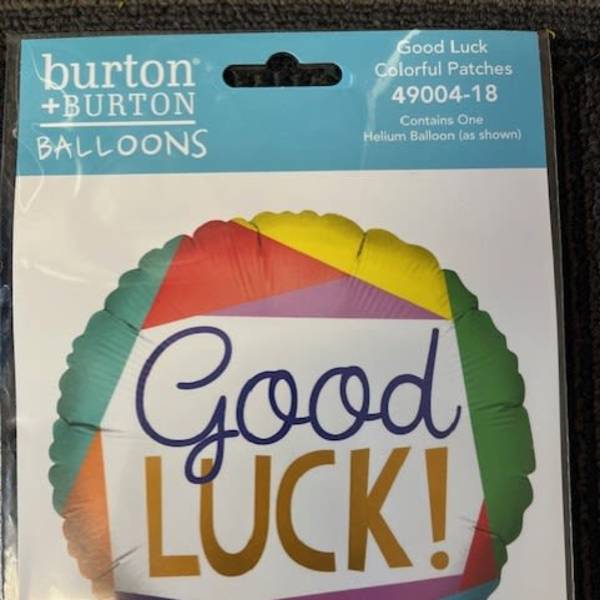 burton®
+BURTON
BALLOONS
Good Luck
Colorful Patches
49004-18
Contains One
Helium Balloon (as shown)
Good
LUCK!